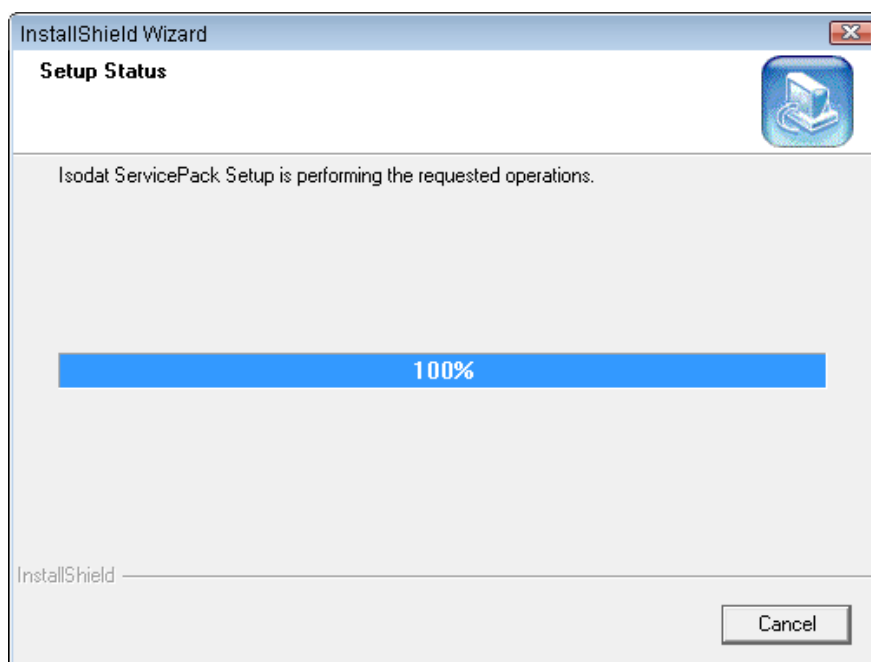 InstallShield Wizard
Setup Status
Isodat ServicePack Setup is performing the requested operations.
100%
InstallShield
Cancel